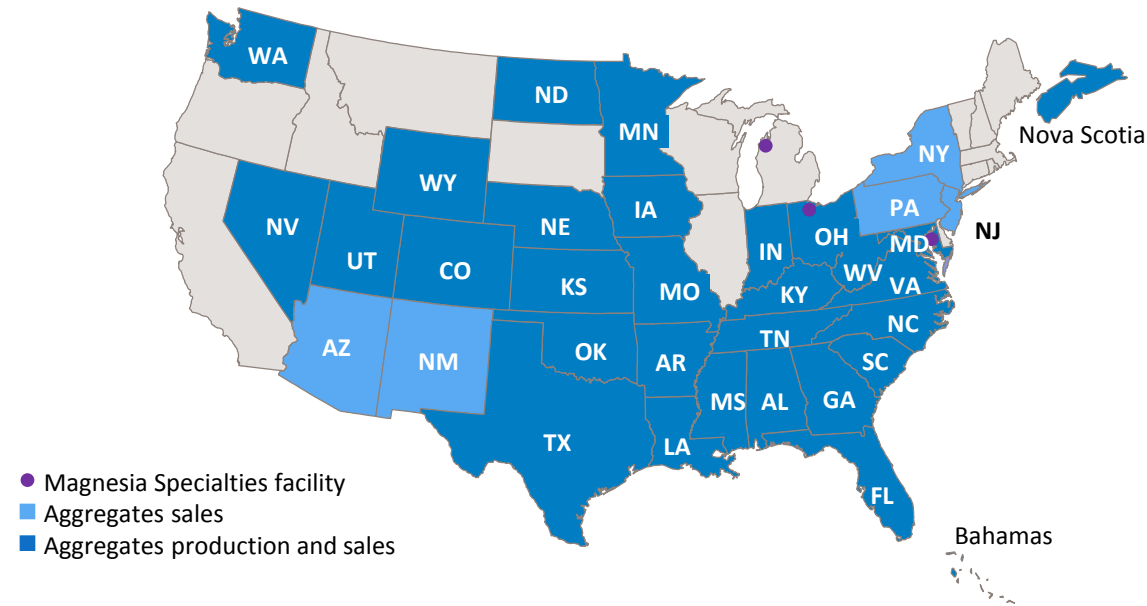 WA
ND
MN
Nova Scotia
NY
WY
PA
IA
NE
NV
NJ
OH
MD
IN
UT
CO
WV
KS
VA
MO
KY
NC
TN
AZ
OK
NM
AR
SC
MS
AL
GA
TX
LA
Magnesia Specialties facility
FL
Aggregates sales
Bahamas
Aggregates production and sales